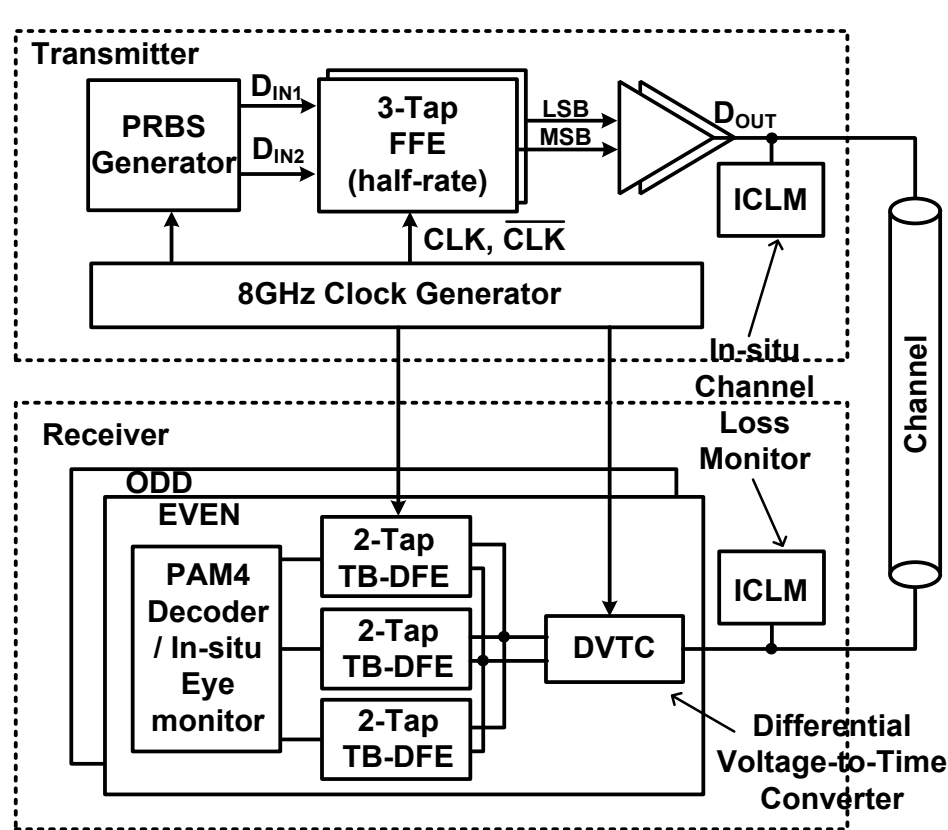 Transmitter
PRBS
Generator
DIN1
DIN2
3-Tap
FFE
(half-rate)
LSB
MSB
DOUT
ICLM
CLK, CLK
8GHz Clock Generator
In-situ
Channel
Loss
Monitor
Channel
Receiver
ODD
EVEN
PAM4
Decoder
/ In-situ
Eye
monitor
2-Tap
TB-DFE
2-Tap
TB-DFE
2-Tap
TB-DFE
DVTC
ICLM
Differential
Voltage-to-Time
Converter